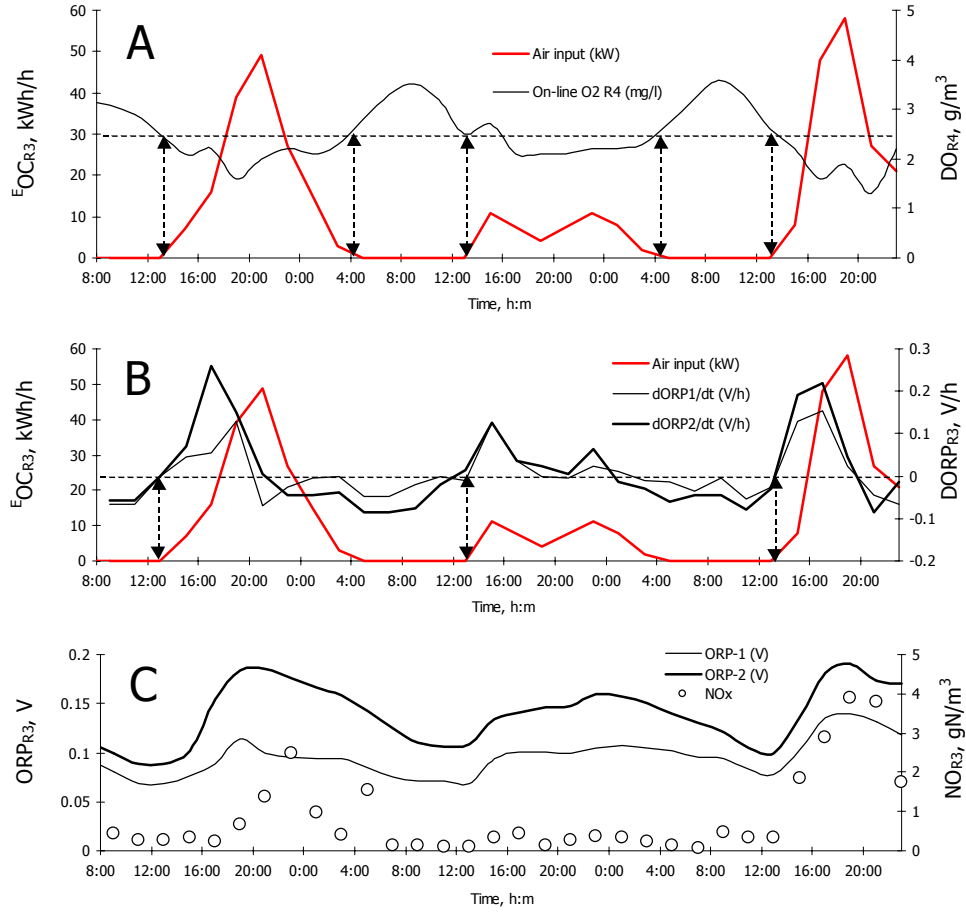 A
60
50
40
30
20
10
0
ᴱOCR3, kWh/h
5
4
3
2
1
0
DOR4, g/m³
Air input (kW)
On-line O2 R4 (mg/l)
8:00 12:00 16:00 20:00 0:00 4:00 8:00 12:00 16:00 20:00 0:00 4:00 8:00 12:00 16:00 20:00
Time, h:m
B
60
50
40
30
20
10
0
ᴱOCR3, kWh/h
0.3
0.2
0.1
0
-0.1
-0.2
DORPR3, V/h
Air input (kW)
dORP1/dt (V/h)
dORP2/dt (V/h)
8:00 12:00 16:00 20:00 0:00 4:00 8:00 12:00 16:00 20:00 0:00 4:00 8:00 12:00 16:00 20:00
Time, h:m
C
0.2
0.15
0.1
0.05
0
ORPR3, V
5
4
3
2
1
0
NOR3, gN/m³
ORP-1 (V)
ORP-2 (V)
NOx
8:00 12:00 16:00 20:00 0:00 4:00 8:00 12:00 16:00 20:00 0:00 4:00 8:00 12:00 16:00 20:00
Time, h:m